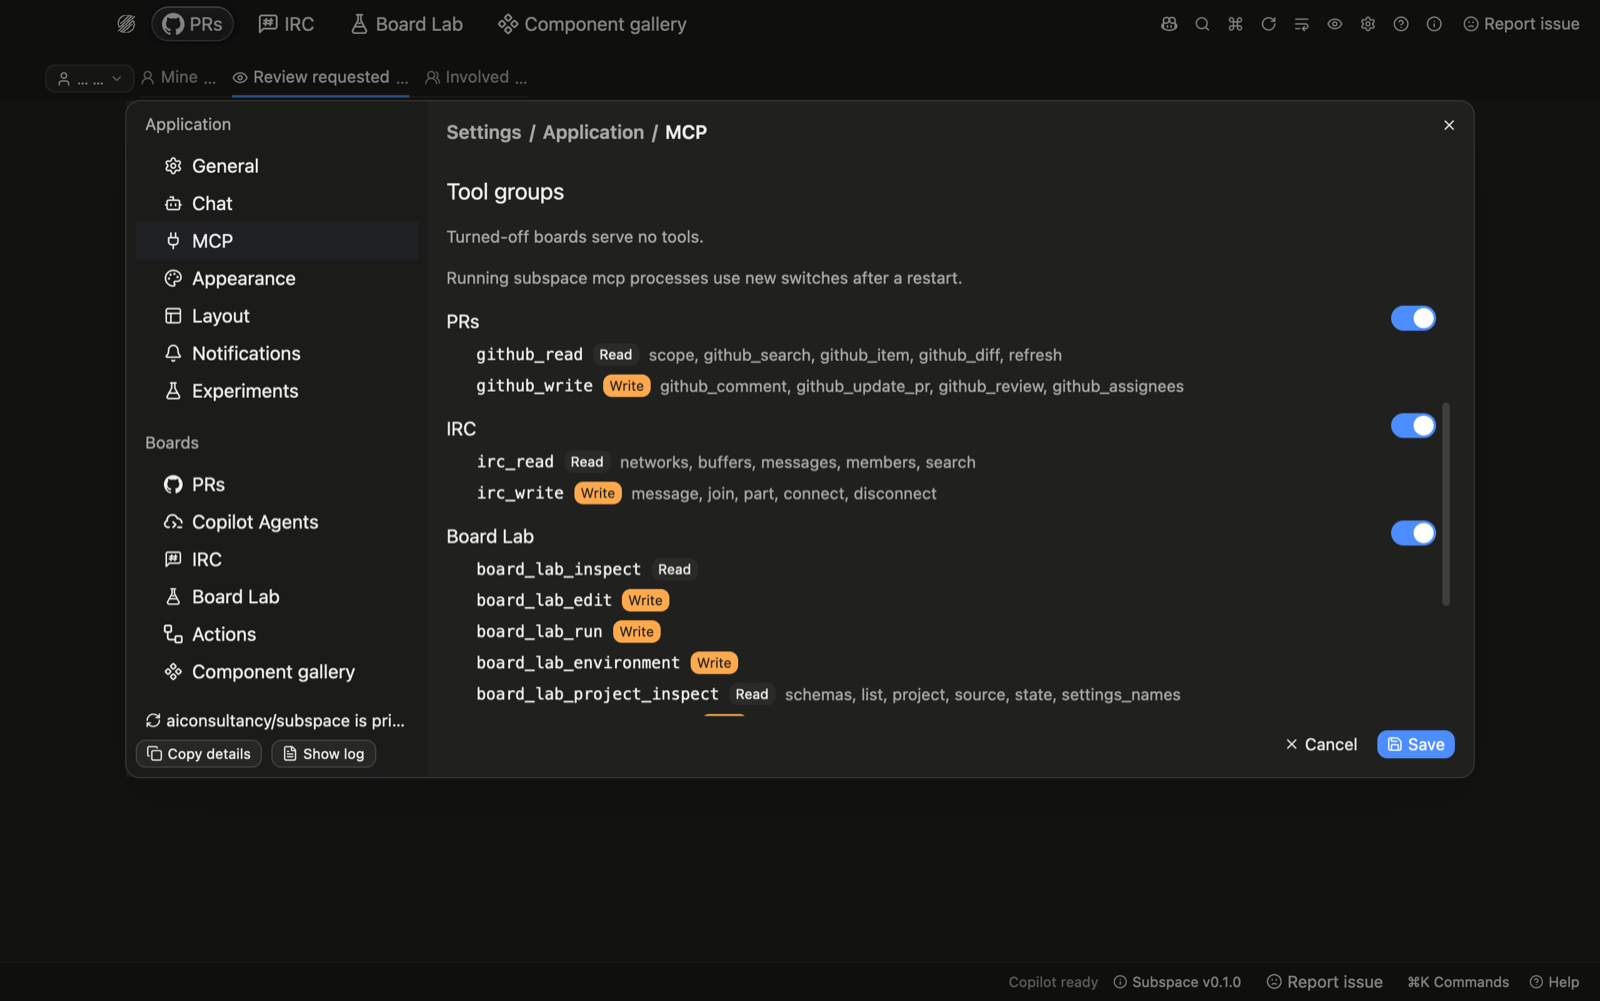 PRs
IRC
Board Lab
Component gallery
Report issue
... ...
Mine ...
Review requested ...
Involved ...
Application
General
Chat
MCP
Appearance
Layout
Notifications
Experiments
Boards
PRs
Copilot Agents
IRC
Board Lab
Actions
Component gallery
aiconsultancy/subspace is pri...
Copy details
Show log
Settings / Application / MCP
Tool groups
Turned-off boards serve no tools.
Running subspace mcp processes use new switches after a restart.
PRs
github_read Read scope, github_search, github_item, github_diff, refresh
github_write Write github_comment, github_update_pr, github_review, github_assignees
IRC
irc_read Read networks, buffers, messages, members, search
irc_write Write message, join, part, connect, disconnect
Board Lab
board_lab_inspect Read
board_lab_edit Write
board_lab_run Write
board_lab_environment Write
board_lab_project_inspect Read schemas, list, project, source, state, settings_names
Cancel
Save
Copilot ready
Subspace v0.1.0
Report issue
⌘K Commands
Help